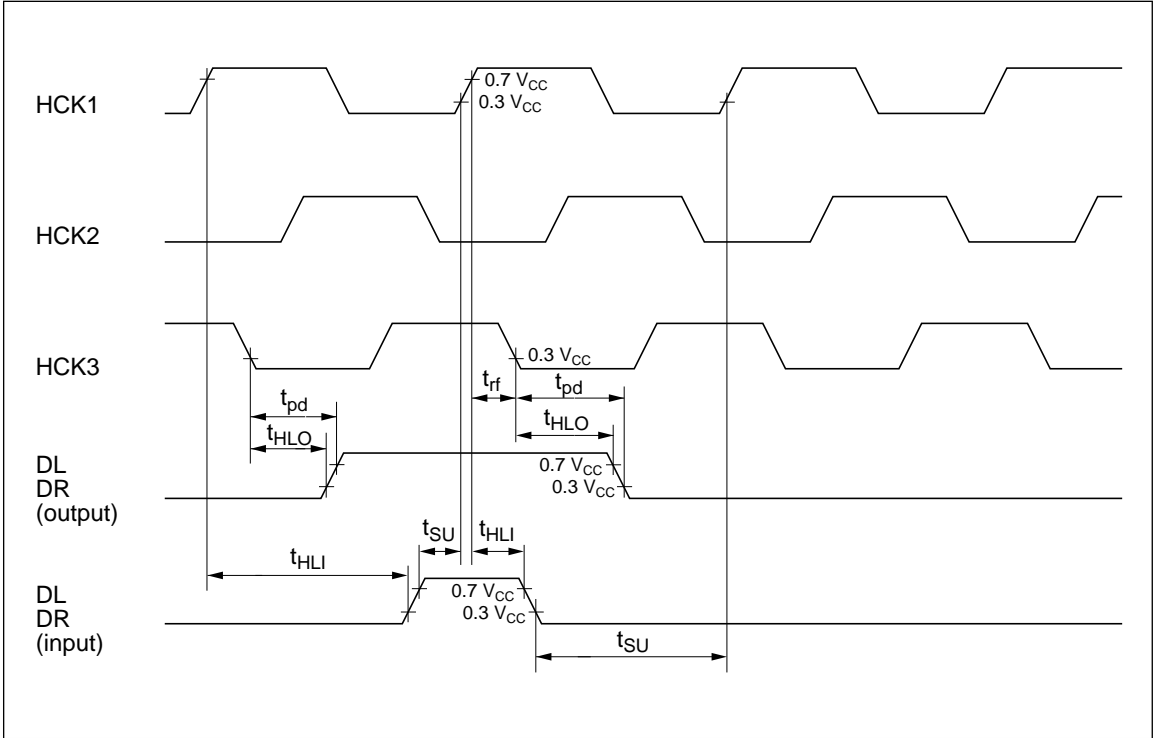 HCK1
0.7 VCC
0.3 VCC
HCK2
HCK3
0.3 VCC
trf
tpd
tpd
tHLO
tHLO
DL
DR
(output)
0.7 VCC
0.3 VCC
tSU
tHLI
tHLI
DL
DR
(input)
0.7 VCC
0.3 VCC
tSU